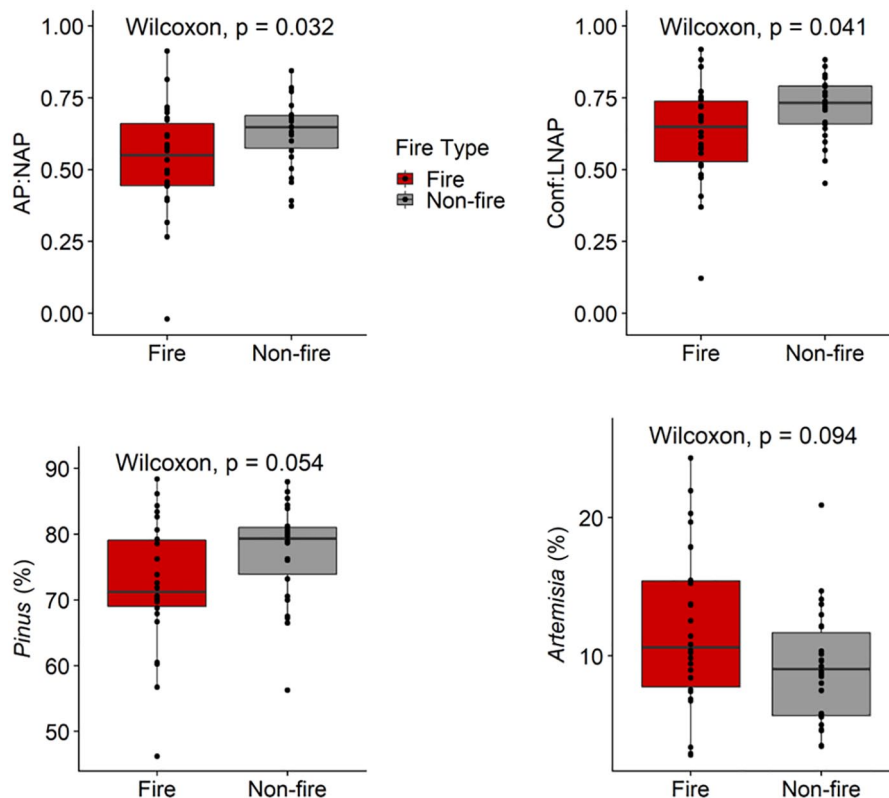 Wilcoxon, p = 0.032
1.00
0.75
0.50
0.25
0.00
AP:NAP
Fire
Non-fire
Fire Type
Fire
Non-fire
Wilcoxon, p = 0.041
1.00
0.75
0.50
0.25
0.00
Conf:LNAP
Fire
Non-fire
Wilcoxon, p = 0.054
90
80
70
60
50
Pinus (%)
Fire
Non-fire
Wilcoxon, p = 0.094
20
10
Artemisia (%)
Fire
Non-fire